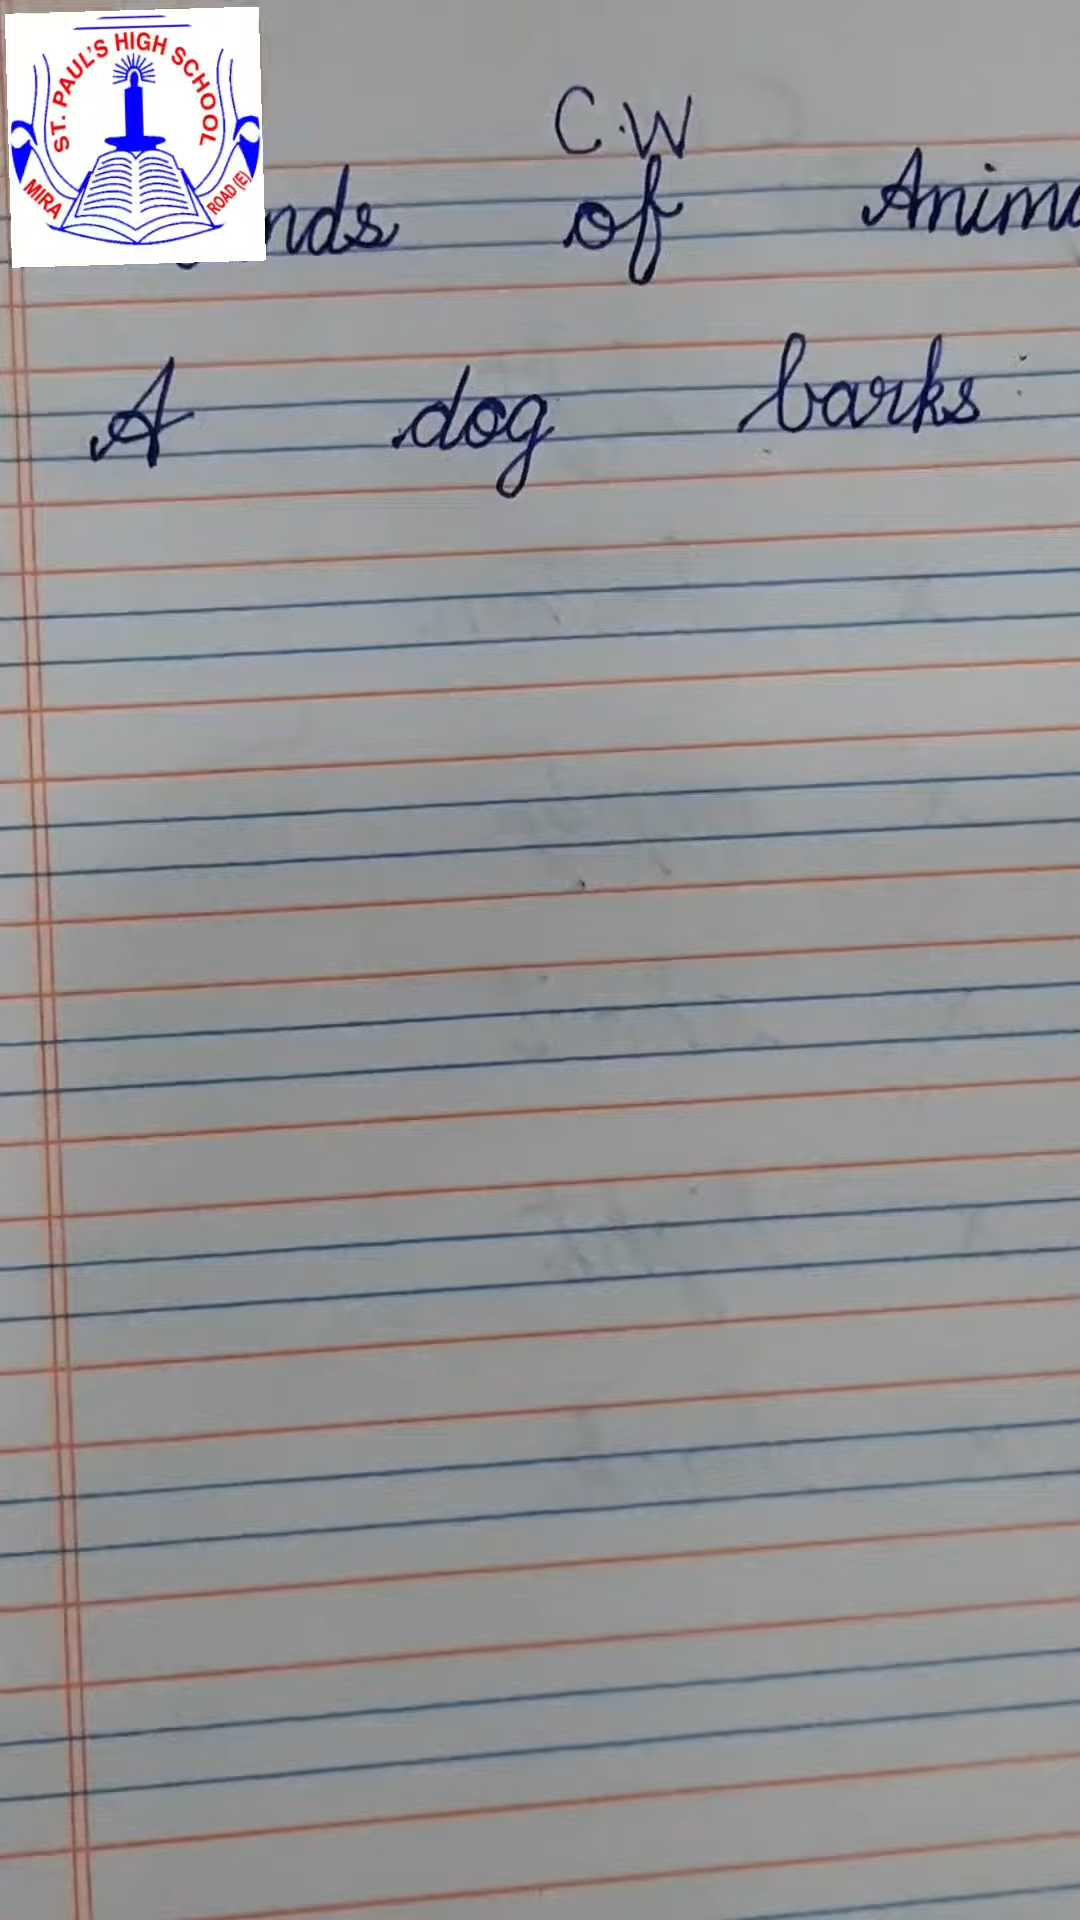 ST. PAUL'S HIGH SCHOOL
MIRA ROAD (E)
C.W
nds of Anim
A dog barks